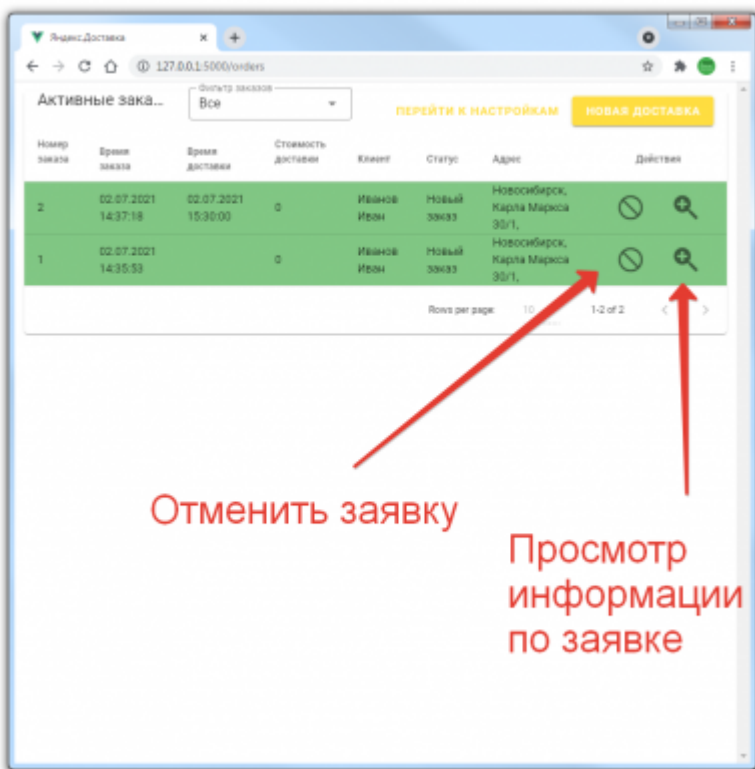 Яндекс.Доставка
127.0.0.1:5000/orders
Активные зака...
Фильтр заказов
Все
ПЕРЕЙТИ К НАСТРОЙКАМ
НОВАЯ ДОСТАВКА
Номер заказа
Время заказа
Время доставки
Стоимость доставки
Клиент
Статус
Адрес
Действия
2
02.07.2021 14:37:18
02.07.2021 15:30:00
0
Иванов Иван
Новый заказ
Новосибирск, Карла Маркса 30/1,
1
02.07.2021 14:35:53
0
Иванов Иван
Новый заказ
Новосибирск, Карла Маркса 30/1,
Rows per page:
10
1-2 of 2
Отменить заявку
Просмотр
информации
по заявке